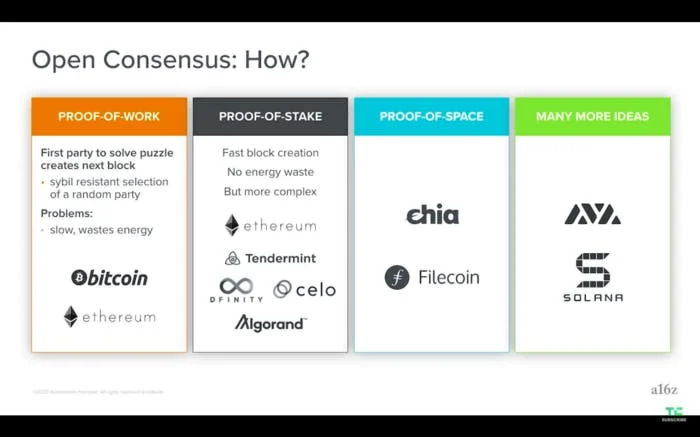 Open Consensus: How?
PROOF-OF-WORK
First party to solve puzzle
creates next block
• sybil resistant selection
of a random party
Problems:
• slow, wastes energy
bitcoin
ethereum
PROOF-OF-STAKE
Fast block creation
No energy waste
But more complex
ethereum
Tendermint
DFINITY
celo
Algorand
PROOF-OF-SPACE
chia
Filecoin
MANY MORE IDEAS
AVA
SOLANA
a16z
TC
SUBSCRIBE